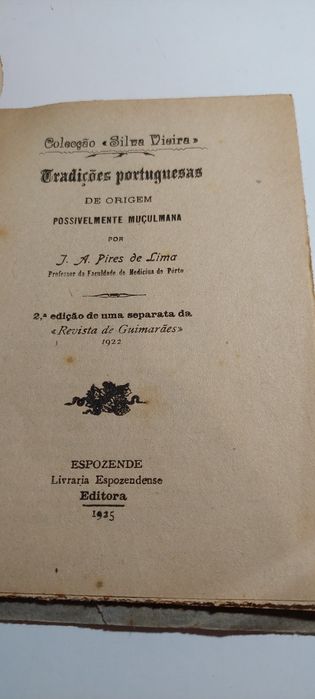 Colecção «Silva Vieira»
Tradições portuguesas
DE ORIGEM
POSSIVELMENTE MUÇULMANA
POR
J. A. Pires de Lima
Professor da Faculdade de Medicina do Pôrto
2.ª edição de uma separata da
«Revista de Guimarães»
1922
ESPOZENDE
Livraria Espozendense
Editora
1925